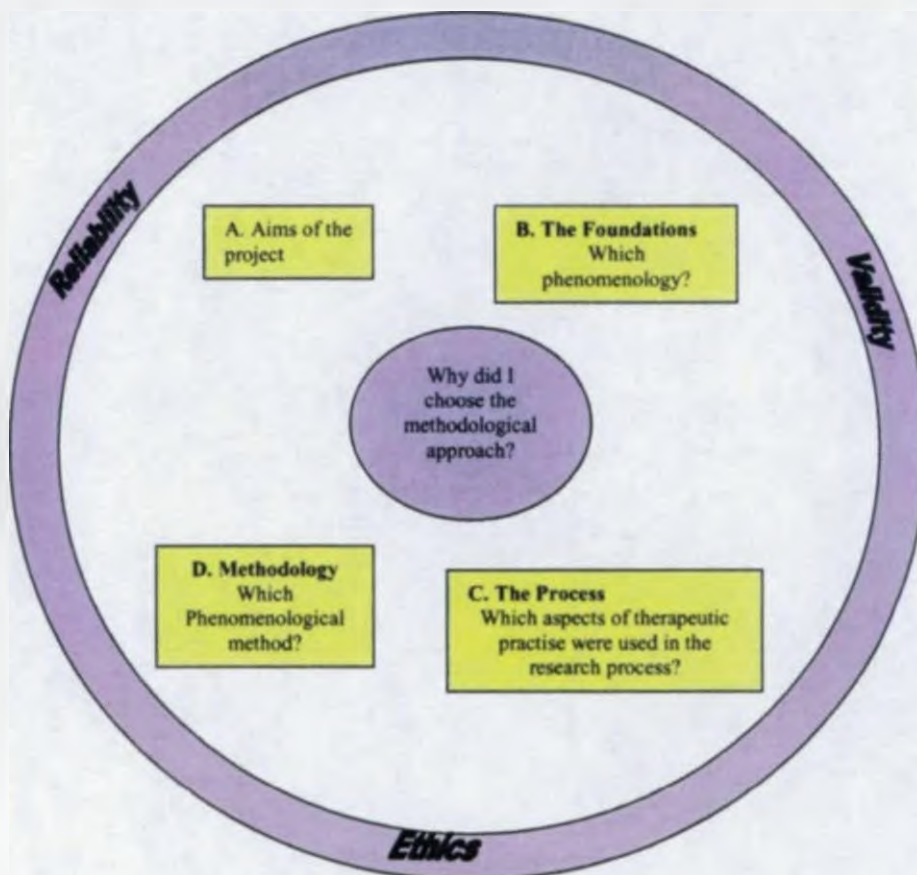 Reliability
Validity
A. Aims of the
project
B. The Foundations
Which
phenomenology?
Why did I
choose the
methodological
approach?
D. Methodology
Which
Phenomenological
method?
C. The Process
Which aspects of therapeutic
practise were used in the
research process?
Ethics